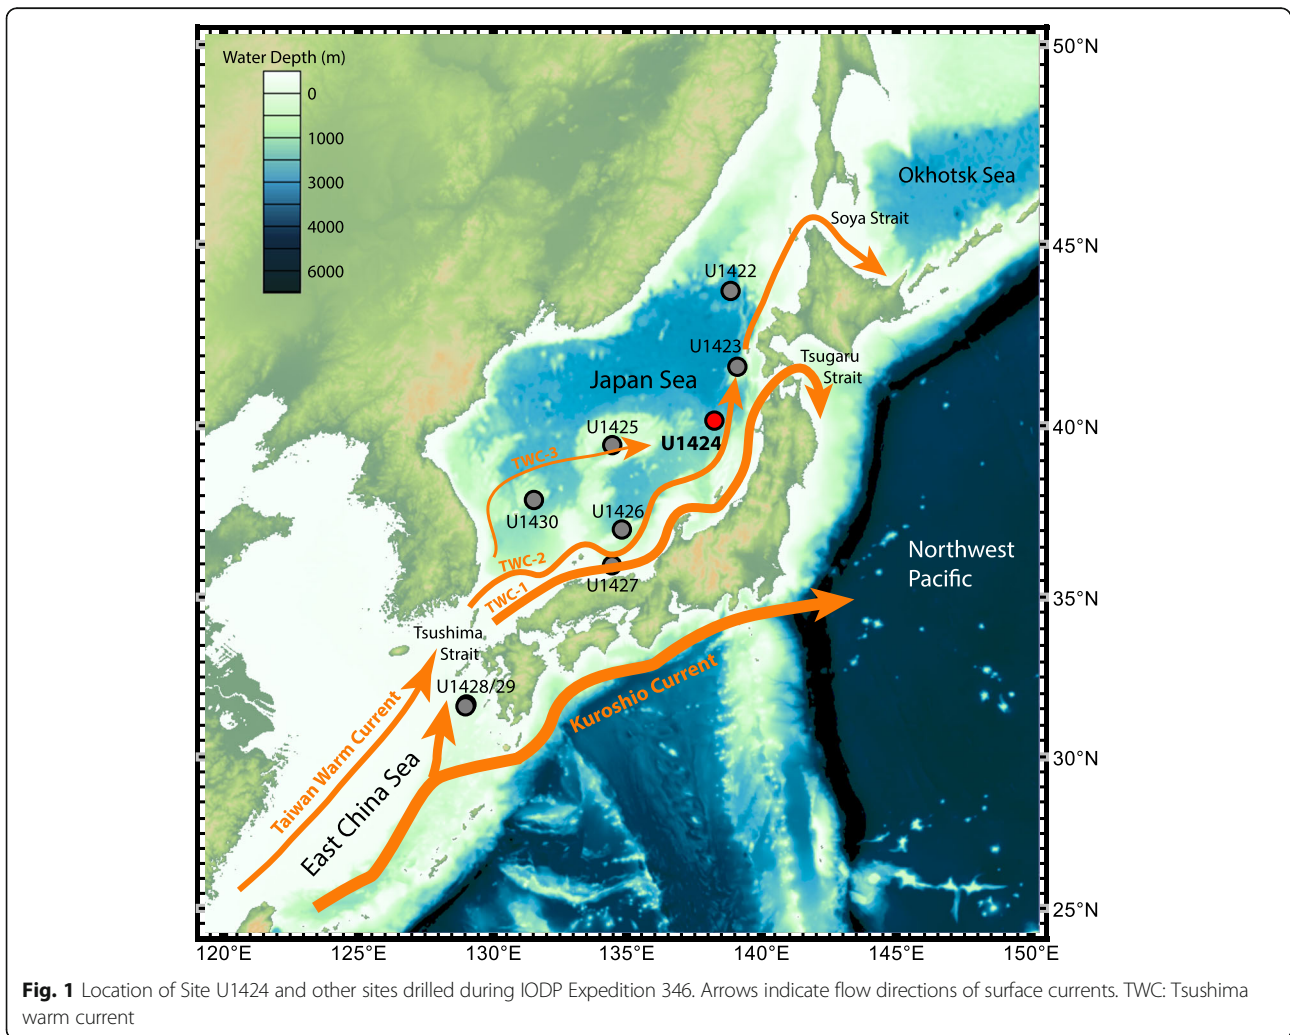 Water Depth (m)
0
1000
3000
4000
6000
50°N
Okhotsk Sea
Soya Strait
45°N
U1422
U1423
Tsugaru
Strait
Japan Sea
U1425
U1424
40°N
TWC-3
U1430
U1426
TWC-2
TWC-1
U1427
Northwest
Pacific
35°N
Tsushima
Strait
U1428/29
Kuroshio Current
Taiwan Warm Current
East China Sea
30°N
25°N
120°E 125°E 130°E 135°E 140°E 145°E 150°E
Fig. 1 Location of Site U1424 and other sites drilled during IODP Expedition 346. Arrows indicate flow directions of surface currents. TWC: Tsushima
warm current